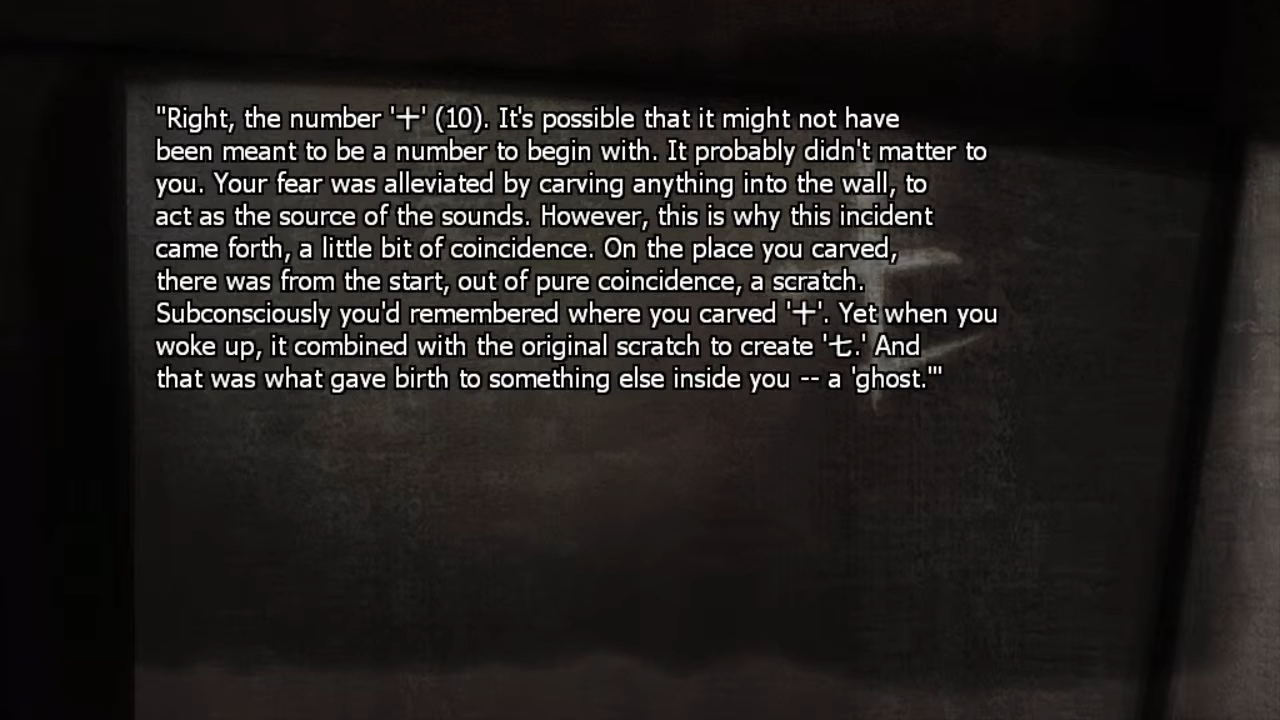 "Right, the number '十' (10). It's possible that it might not have
been meant to be a number to begin with. It probably didn't matter to
you. Your fear was alleviated by carving anything into the wall, to
act as the source of the sounds. However, this is why this incident
came forth, a little bit of coincidence. On the place you carved,
there was from the start, out of pure coincidence, a scratch.
Subconsciously you'd remembered where you carved '十'. Yet when you
woke up, it combined with the original scratch to create '七.' And
that was what gave birth to something else inside you -- a 'ghost.'"